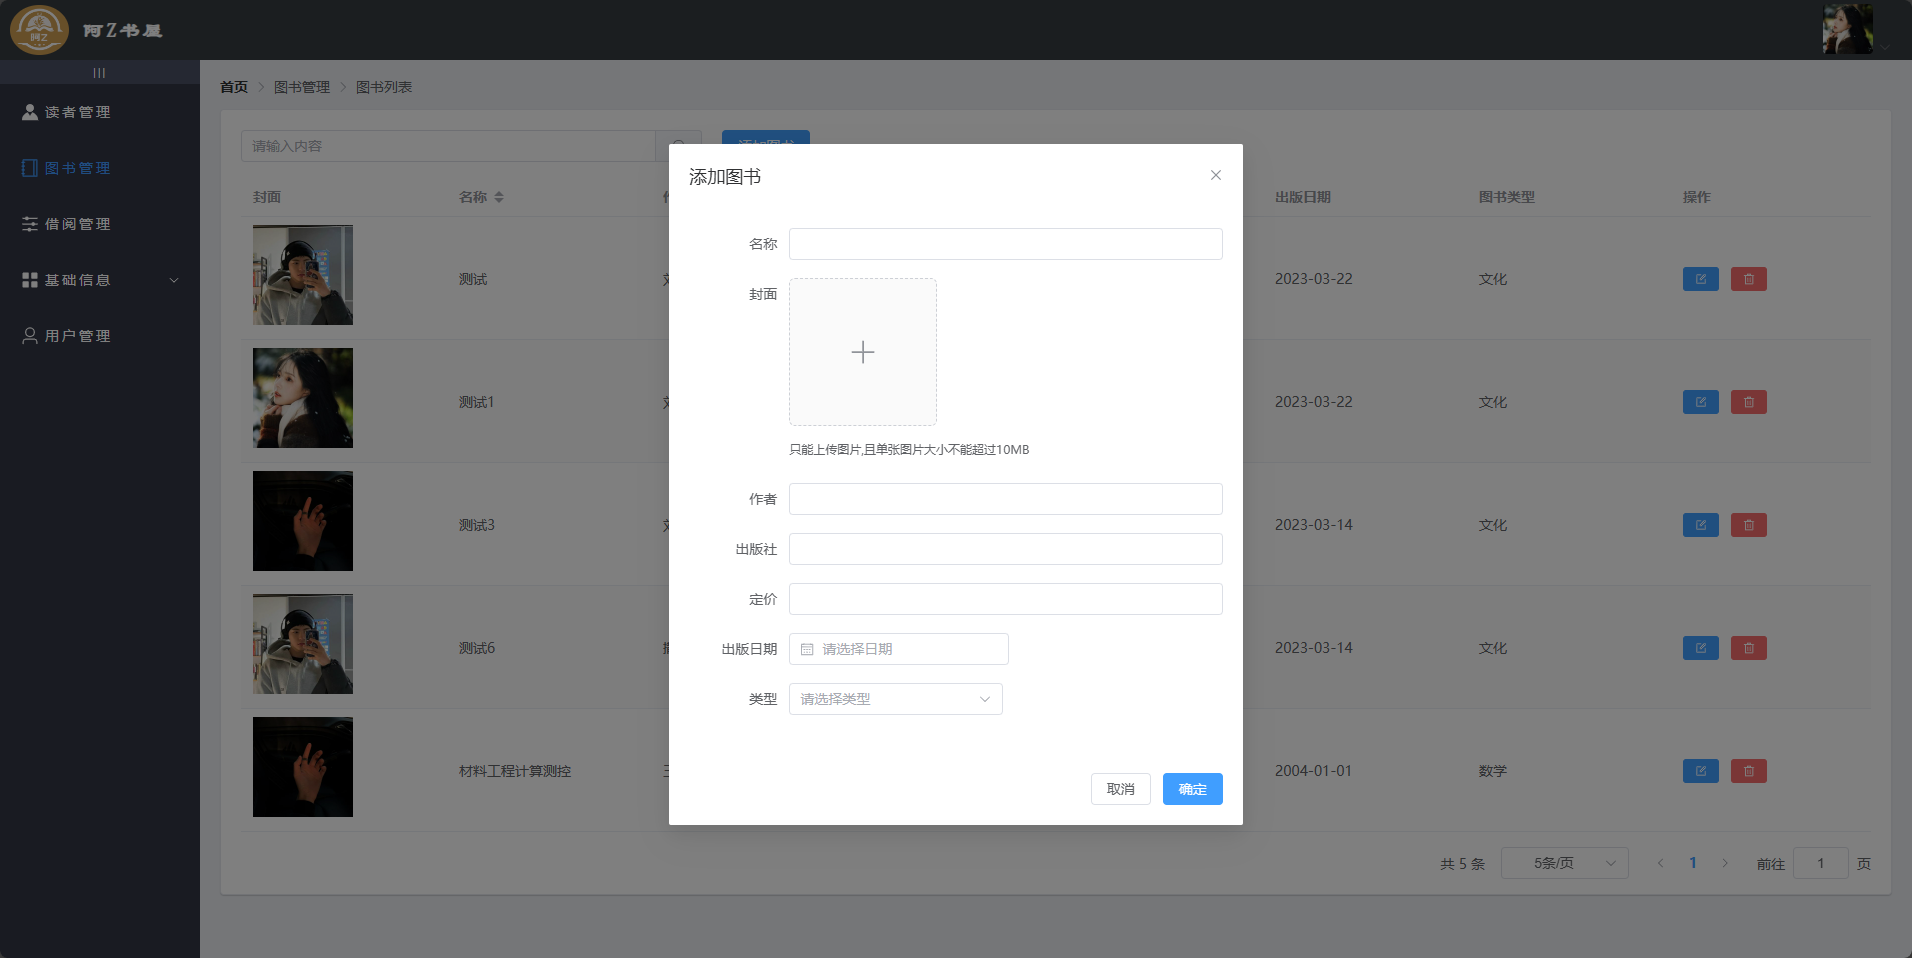 阿Z
阿Z书屋
|||
读者管理
图书管理
借阅管理
基础信息
用户管理
首页 图书管理 图书列表
请输入内容
添加图书
封面 名称 出版日期 图书类型 操作
测试 2023-03-22 文化
测试1 2023-03-22 文化
测试3 2023-03-14 文化
测试6 2023-03-14 文化
材料工程计算测控 2004-01-01 数学
共 5 条 5条/页 1 前往 1 页
添加图书
名称
封面
只能上传图片,且单张图片大小不能超过10MB
作者
出版社
定价
出版日期 请选择日期
类型 请选择类型
取消 确定